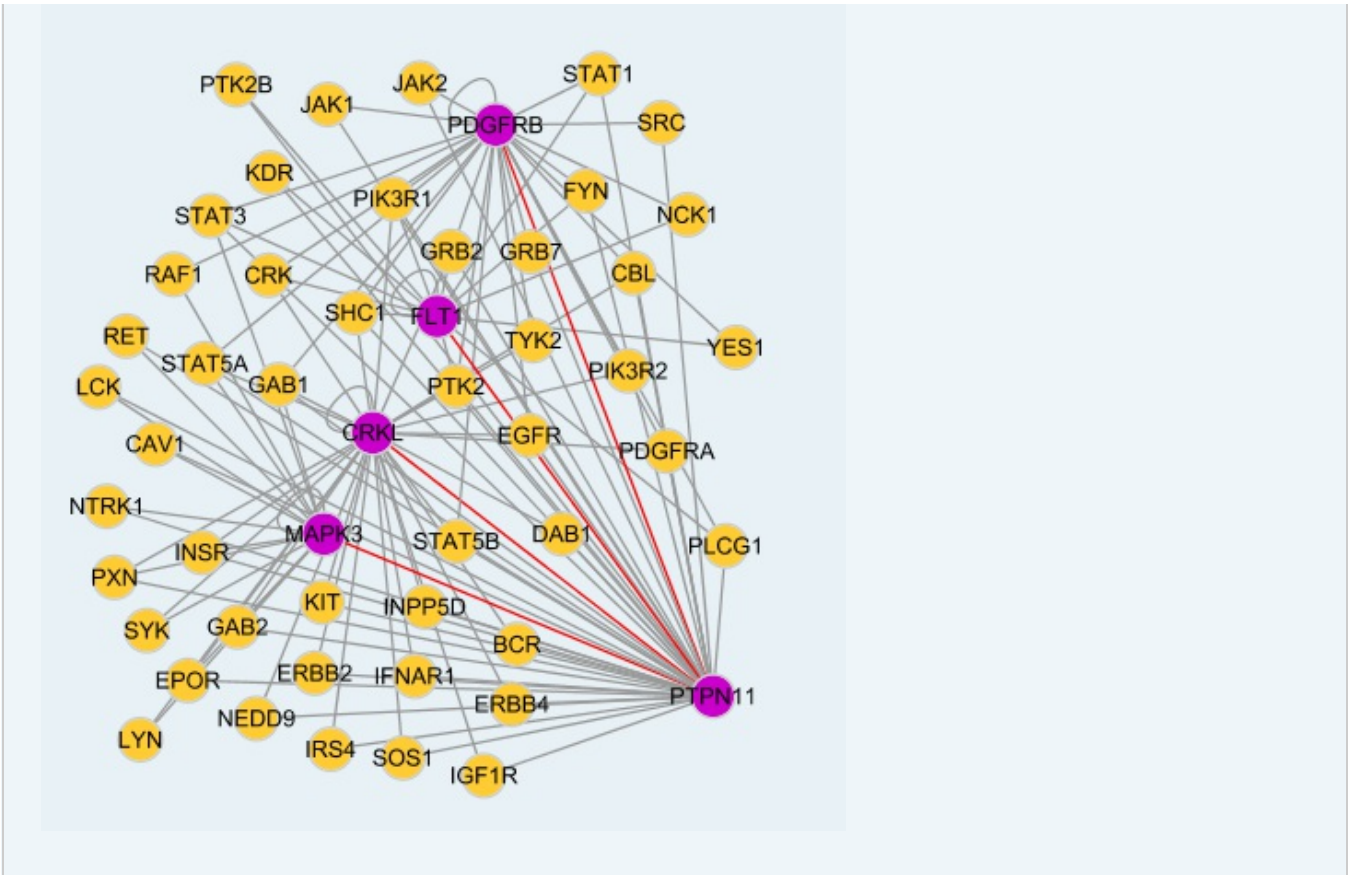 PTK2B
JAK1
JAK2
STAT1
PDGFRB
SRC
KDR
PIK3R1
FYN
STAT3
NCK1
GRB2
GRB7
RAF1
CRK
CBL
SHC1
FLT1
RET
TYK2
YES1
STAT5A
LCK
GAB1
PTK2
PIK3R2
CAV1
CRKL
EGFR
PDGFRA
NTRK1
MAPK3
STAT5B
DAB1
PLCG1
INSR
PXN
KIT
INPP5D
SYK
GAB2
BCR
EPOR
ERBB2
IFNAR1
PTPN11
ERBB4
NEDD9
LYN
IRS4
SOS1
IGF1R